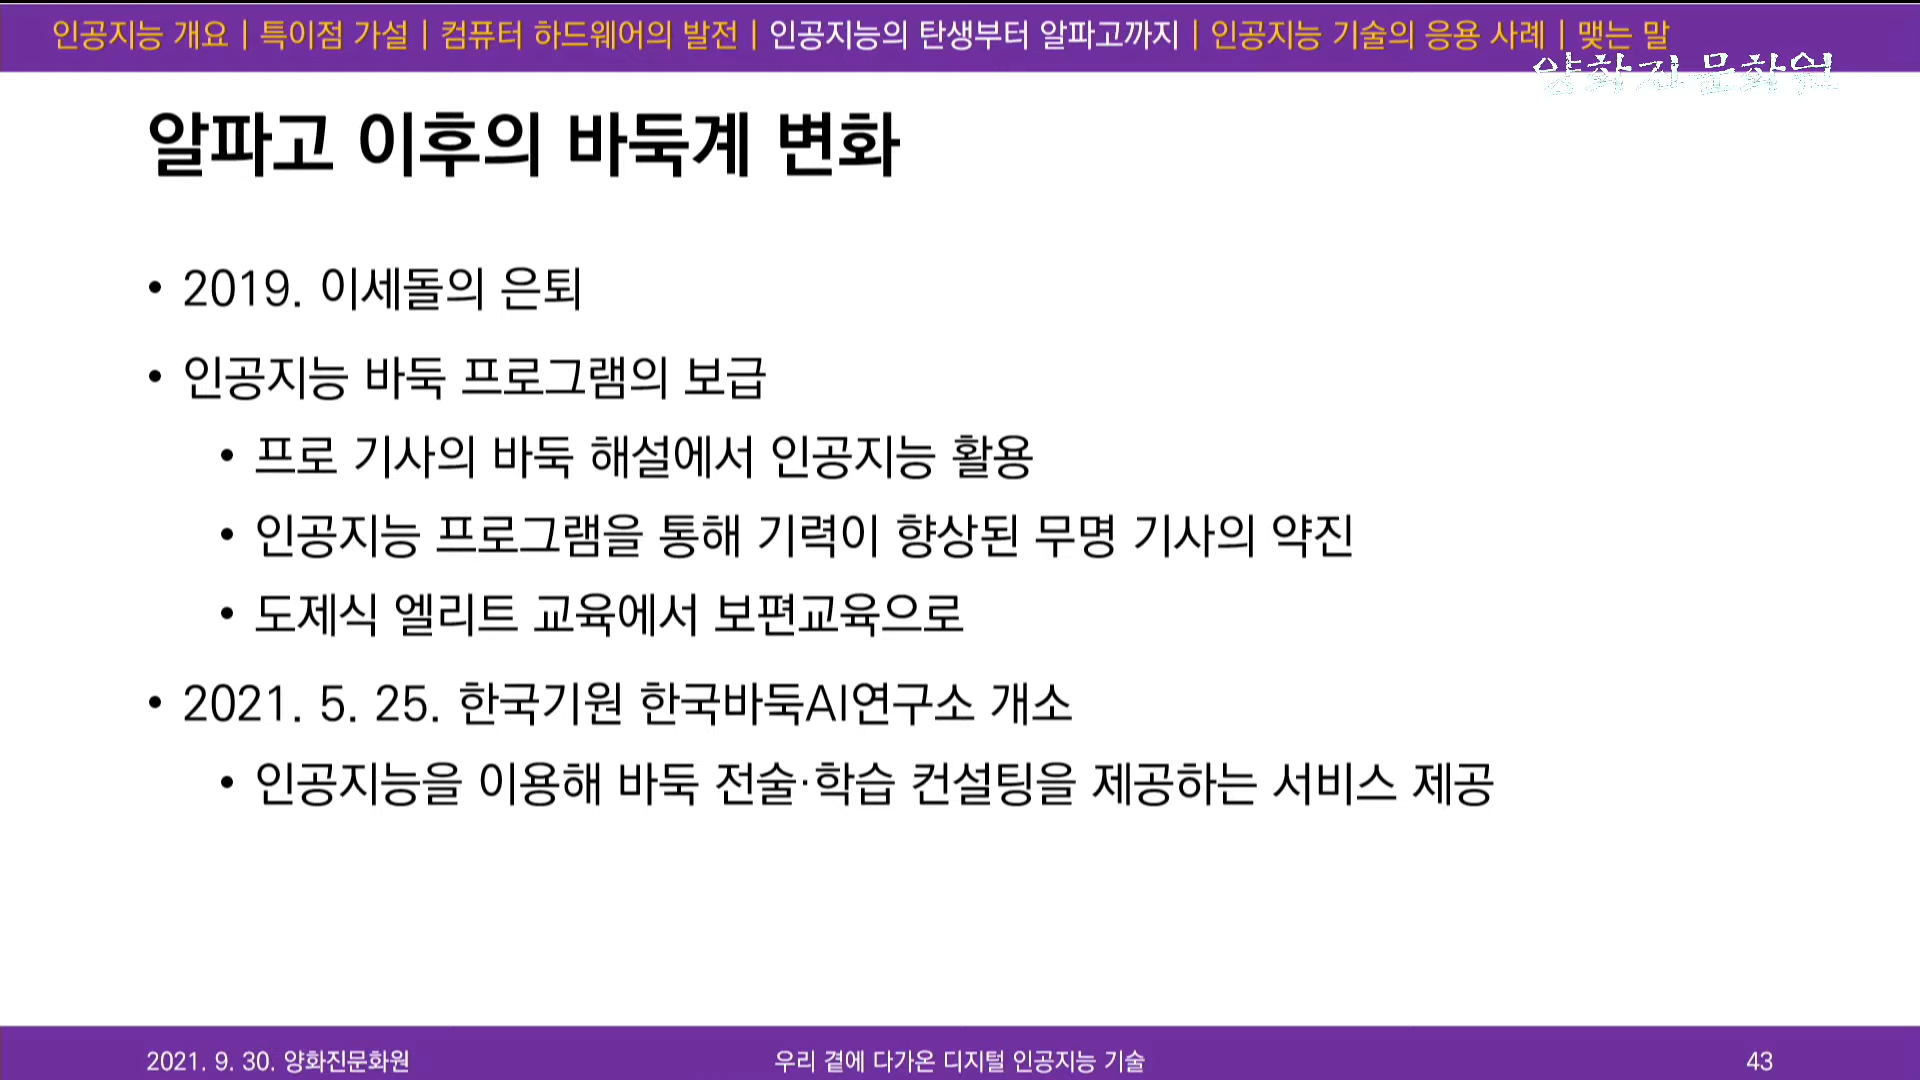 인공지능 개요 | 특이점 가설 | 컴퓨터 하드웨어의 발전 | 인공지능의 탄생부터 알파고까지 | 인공지능 기술의 응용 사례 | 맺는 말
양화진문화원
알파고 이후의 바둑계 변화
• 2019. 이세돌의 은퇴
• 인공지능 바둑 프로그램의 보급
• 프로 기사의 바둑 해설에서 인공지능 활용
• 인공지능 프로그램을 통해 기력이 향상된 무명 기사의 약진
• 도제식 엘리트 교육에서 보편교육으로
• 2021. 5. 25. 한국기원 한국바둑AI연구소 개소
• 인공지능을 이용해 바둑 전술·학습 컨설팅을 제공하는 서비스 제공
2021. 9. 30. 양화진문화원
우리 곁에 다가온 디지털 인공지능 기술
43